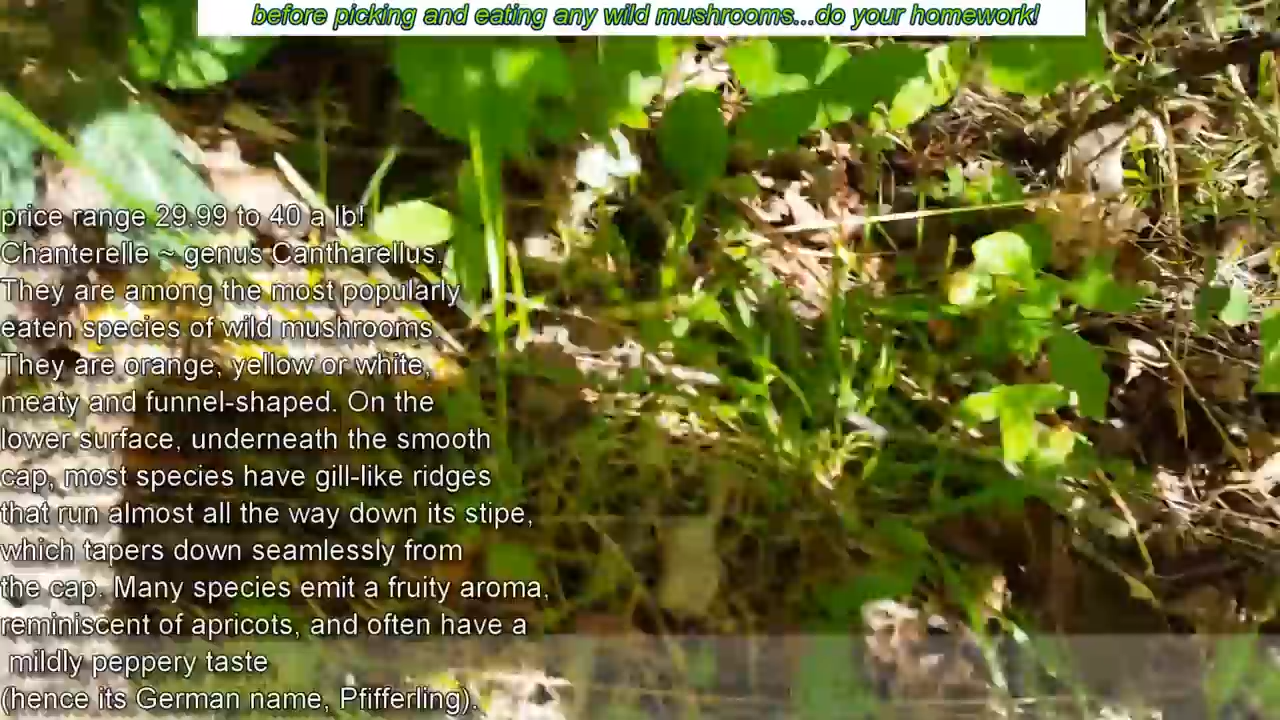 before picking and eating any wild mushrooms...do your homework!
price range 29.99 to 40 a lb!
Chanterelle ~ genus Cantharellus.
They are among the most popularly
eaten species of wild mushrooms.
They are orange, yellow or white,
meaty and funnel-shaped. On the
lower surface, underneath the smooth
cap, most species have gill-like ridges
that run almost all the way down its stipe,
which tapers down seamlessly from
the cap. Many species emit a fruity aroma,
reminiscent of apricots, and often have a
mildly peppery taste
(hence its German name, Pfifferling).